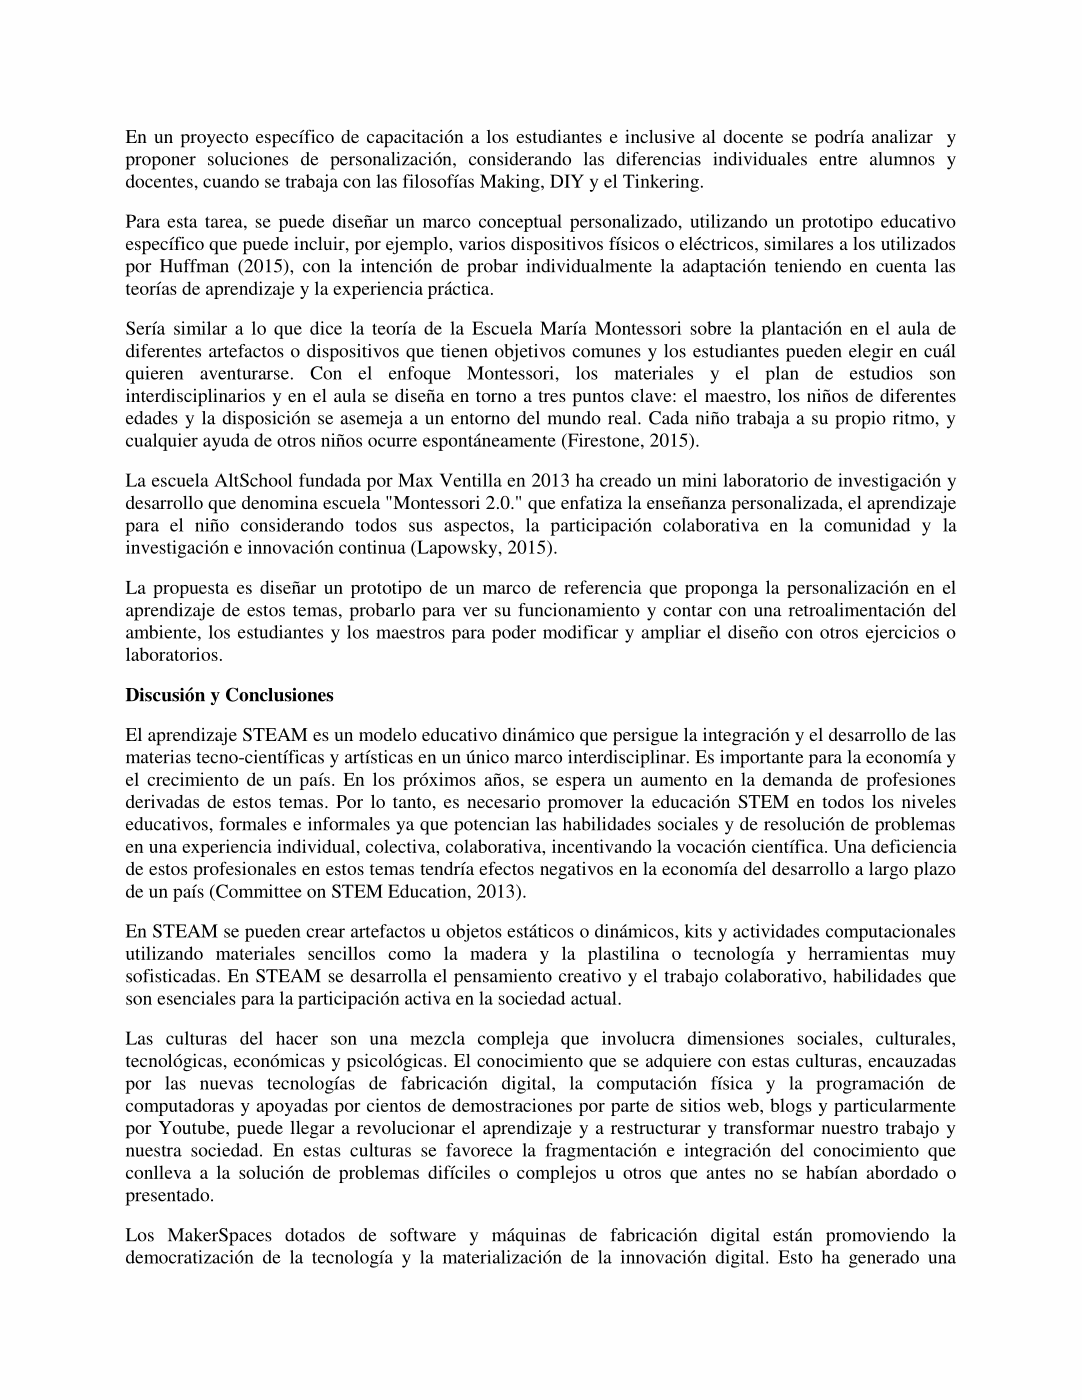 En un proyecto específico de capacitación a los estudiantes e inclusive al docente se podría analizar y
proponer soluciones de personalización, considerando las diferencias individuales entre alumnos y
docentes, cuando se trabaja con las filosofías Making, DIY y el Tinkering.
Para esta tarea, se puede diseñar un marco conceptual personalizado, utilizando un prototipo educativo
específico que puede incluir, por ejemplo, varios dispositivos físicos o eléctricos, similares a los utilizados
por Huffman (2015), con la intención de probar individualmente la adaptación teniendo en cuenta las
teorías de aprendizaje y la experiencia práctica.
Sería similar a lo que dice la teoría de la Escuela María Montessori sobre la plantación en el aula de
diferentes artefactos o dispositivos que tienen objetivos comunes y los estudiantes pueden elegir en cuál
quieren aventurarse. Con el enfoque Montessori, los materiales y el plan de estudios son
interdisciplinarios y en el aula se diseña en torno a tres puntos clave: el maestro, los niños de diferentes
edades y la disposición se asemeja a un entorno del mundo real. Cada niño trabaja a su propio ritmo, y
cualquier ayuda de otros niños ocurre espontáneamente (Firestone, 2015).
La escuela AltSchool fundada por Max Ventilla en 2013 ha creado un mini laboratorio de investigación y
desarrollo que denomina escuela "Montessori 2.0." que enfatiza la enseñanza personalizada, el aprendizaje
para el niño considerando todos sus aspectos, la participación colaborativa en la comunidad y la
investigación e innovación continua (Lapowsky, 2015).
La propuesta es diseñar un prototipo de un marco de referencia que proponga la personalización en el
aprendizaje de estos temas, probarlo para ver su funcionamiento y contar con una retroalimentación del
ambiente, los estudiantes y los maestros para poder modificar y ampliar el diseño con otros ejercicios o
laboratorios.
Discusión y Conclusiones
El aprendizaje STEAM es un modelo educativo dinámico que persigue la integración y el desarrollo de las
materias tecno-científicas y artísticas en un único marco interdisciplinar. Es importante para la economía y
el crecimiento de un país. En los próximos años, se espera un aumento en la demanda de profesiones
derivadas de estos temas. Por lo tanto, es necesario promover la educación STEM en todos los niveles
educativos, formales e informales ya que potencian las habilidades sociales y de resolución de problemas
en una experiencia individual, colectiva, colaborativa, incentivando la vocación científica. Una deficiencia
de estos profesionales en estos temas tendría efectos negativos en la economía del desarrollo a largo plazo
de un país (Committee on STEM Education, 2013).
En STEAM se pueden crear artefactos u objetos estáticos o dinámicos, kits y actividades computacionales
utilizando materiales sencillos como la madera y la plastilina o tecnología y herramientas muy
sofisticadas. En STEAM se desarrolla el pensamiento creativo y el trabajo colaborativo, habilidades que
son esenciales para la participación activa en la sociedad actual.
Las culturas del hacer son una mezcla compleja que involucra dimensiones sociales, culturales,
tecnológicas, económicas y psicológicas. El conocimiento que se adquiere con estas culturas, encauzadas
por las nuevas tecnologías de fabricación digital, la computación física y la programación de
computadoras y apoyadas por cientos de demostraciones por parte de sitios web, blogs y particularmente
por Youtube, puede llegar a revolucionar el aprendizaje y a restructurar y transformar nuestro trabajo y
nuestra sociedad. En estas culturas se favorece la fragmentación e integración del conocimiento que
conlleva a la solución de problemas difíciles o complejos u otros que antes no se habían abordado o
presentado.
Los MakerSpaces dotados de software y máquinas de fabricación digital están promoviendo la
democratización de la tecnología y la materialización de la innovación digital. Esto ha generado una